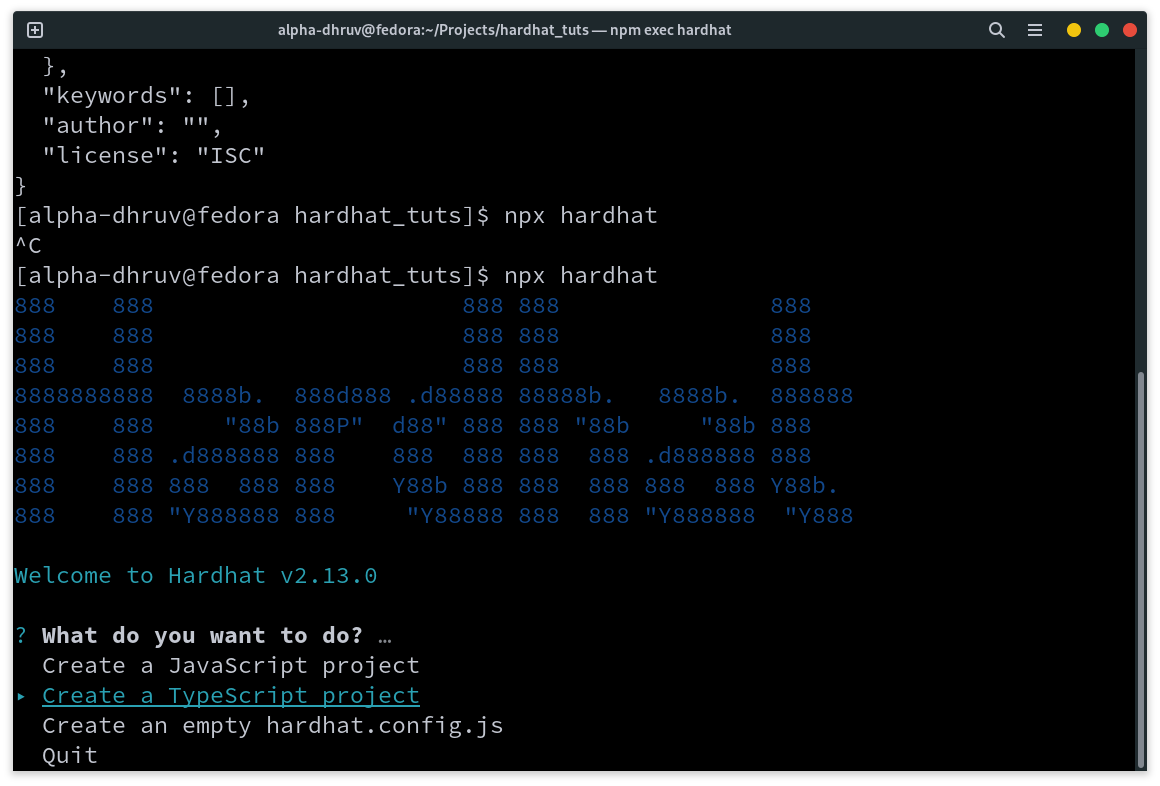 alpha-dhruv@fedora:~/Projects/hardhat_tuts — npm exec hardhat
  },
  "keywords": [],
  "author": "",
  "license": "ISC"
}
[alpha-dhruv@fedora hardhat_tuts]$ npx hardhat
^C
[alpha-dhruv@fedora hardhat_tuts]$ npx hardhat
888    888                      888 888               888
888    888                      888 888               888
888    888                      888 888               888
8888888888  8888b.  888d888 .d88888 88888b.   8888b.  888888
888    888     "88b 888P"  d88" 888 888 "88b     "88b 888
888    888 .d888888 888    888  888 888  888 .d888888 888
888    888 888  888 888    Y88b 888 888  888 888  888 Y88b.
888    888 "Y888888 888     "Y88888 888  888 "Y888888  "Y888
Welcome to Hardhat v2.13.0
? What do you want to do? …
  Create a JavaScript project
▸ Create a TypeScript project
  Create an empty hardhat.config.js
  Quit